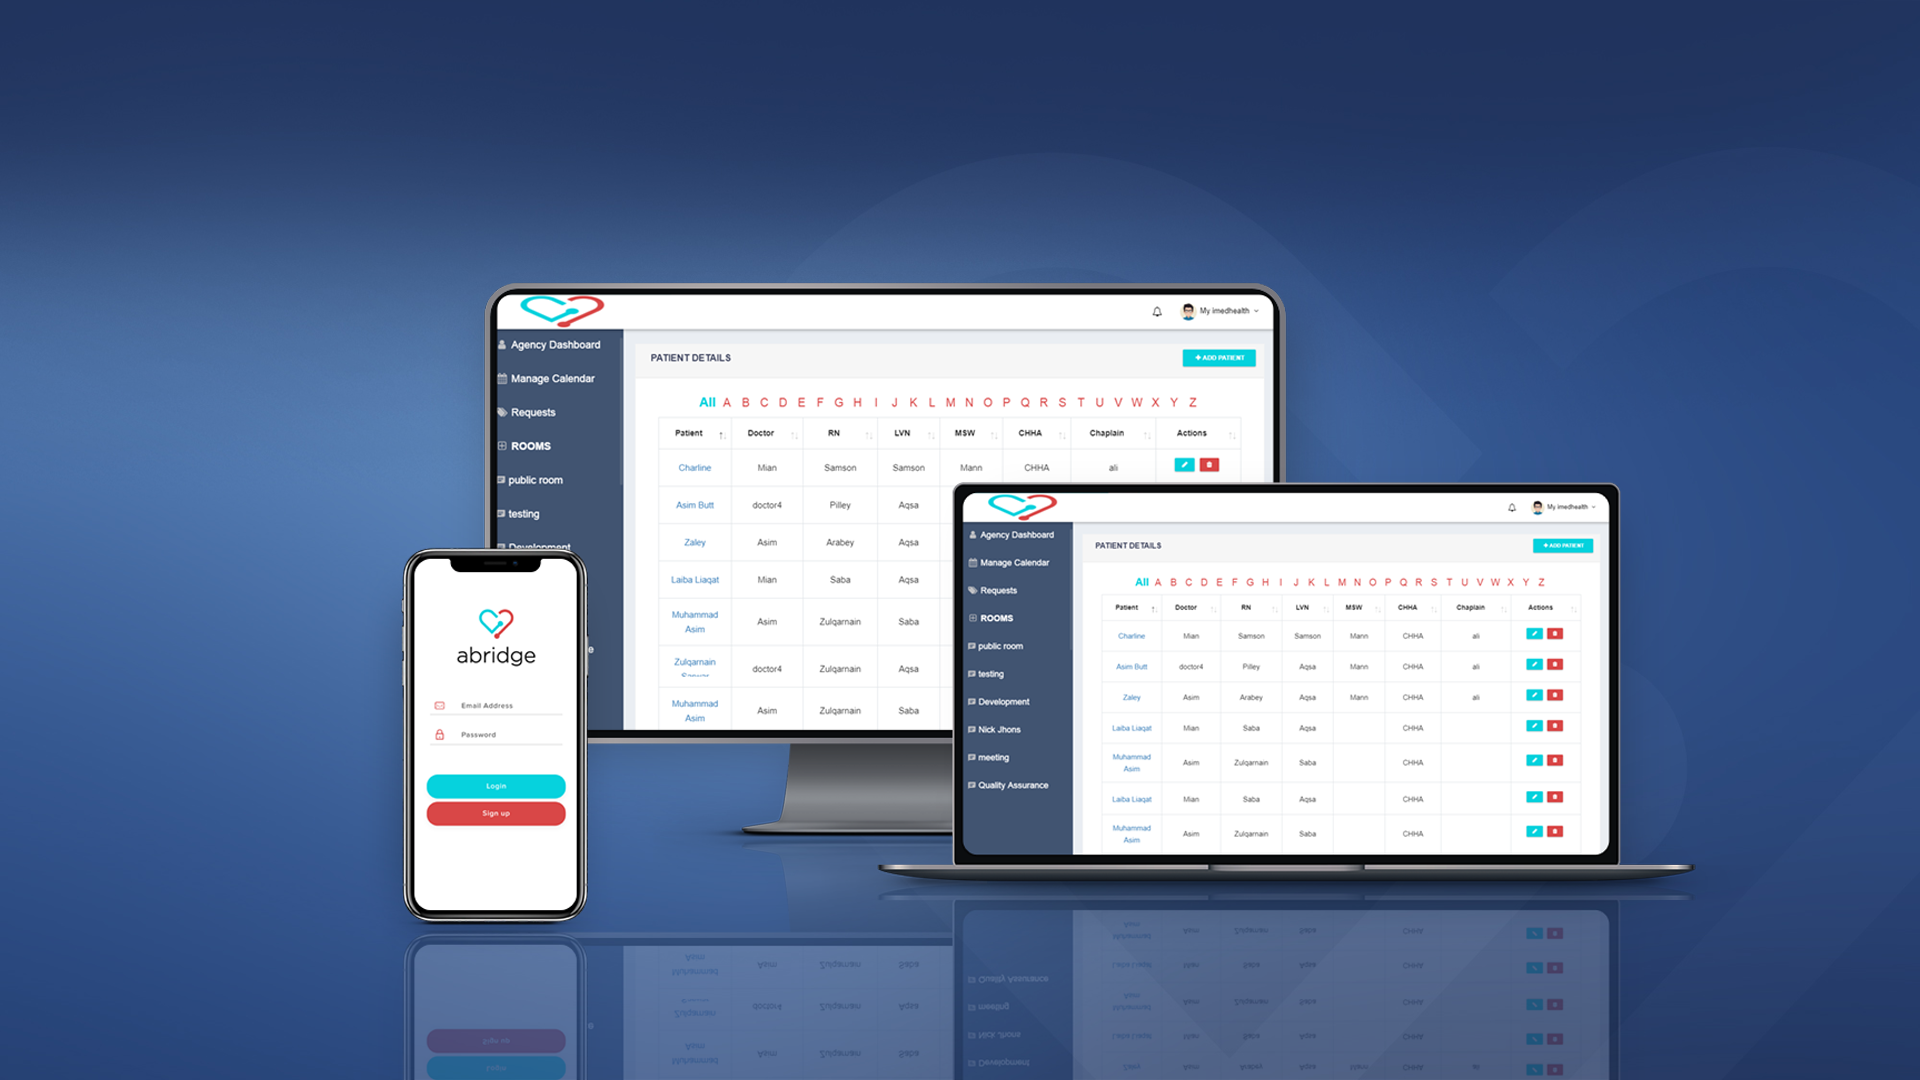 My imedhealth
Agency Dashboard
Manage Calendar
Requests
ROOMS
public room
testing
Development
e
PATIENT DETAILS
ADD PATIENT
All A B C D E F G H I J K L M N O P Q R S T U V W X Y Z
Patient Doctor RN LVN MSW CHHA Chaplain Actions
Charline Mian Samson Samson Mann CHHA ali
Asim Butt doctor4 Pilley Aqsa
Zaley Asim Arabey Aqsa
Laiba Liaqat Mian Saba Aqsa
Muhammad Asim Asim Zulqarnain Saba
Zulqarnain Sarwar doctor4 Zulqarnain Aqsa
Muhammad Asim Asim Zulqarnain Saba
abridge
Email Address
Password
Login
Sign up
My imedhealth
Agency Dashboard
Manage Calendar
Requests
ROOMS
public room
testing
Development
Nick Jhons
meeting
Quality Assurance
PATIENT DETAILS
ADD PATIENT
All A B C D E F G H I J K L M N O P Q R S T U V W X Y Z
Patient Doctor RN LVN MSW CHHA Chaplain Actions
Charline Mian Samson Samson Mann CHHA ali
Asim Butt doctor4 Pilley Aqsa Mann CHHA ali
Zaley Asim Arabey Aqsa Mann CHHA ali
Laiba Liaqat Mian Saba Aqsa CHHA
Muhammad Asim Asim Zulqarnain Saba CHHA
Laiba Liaqat Mian Saba Aqsa CHHA
Muhammad Asim Asim Zulqarnain Saba CHHA